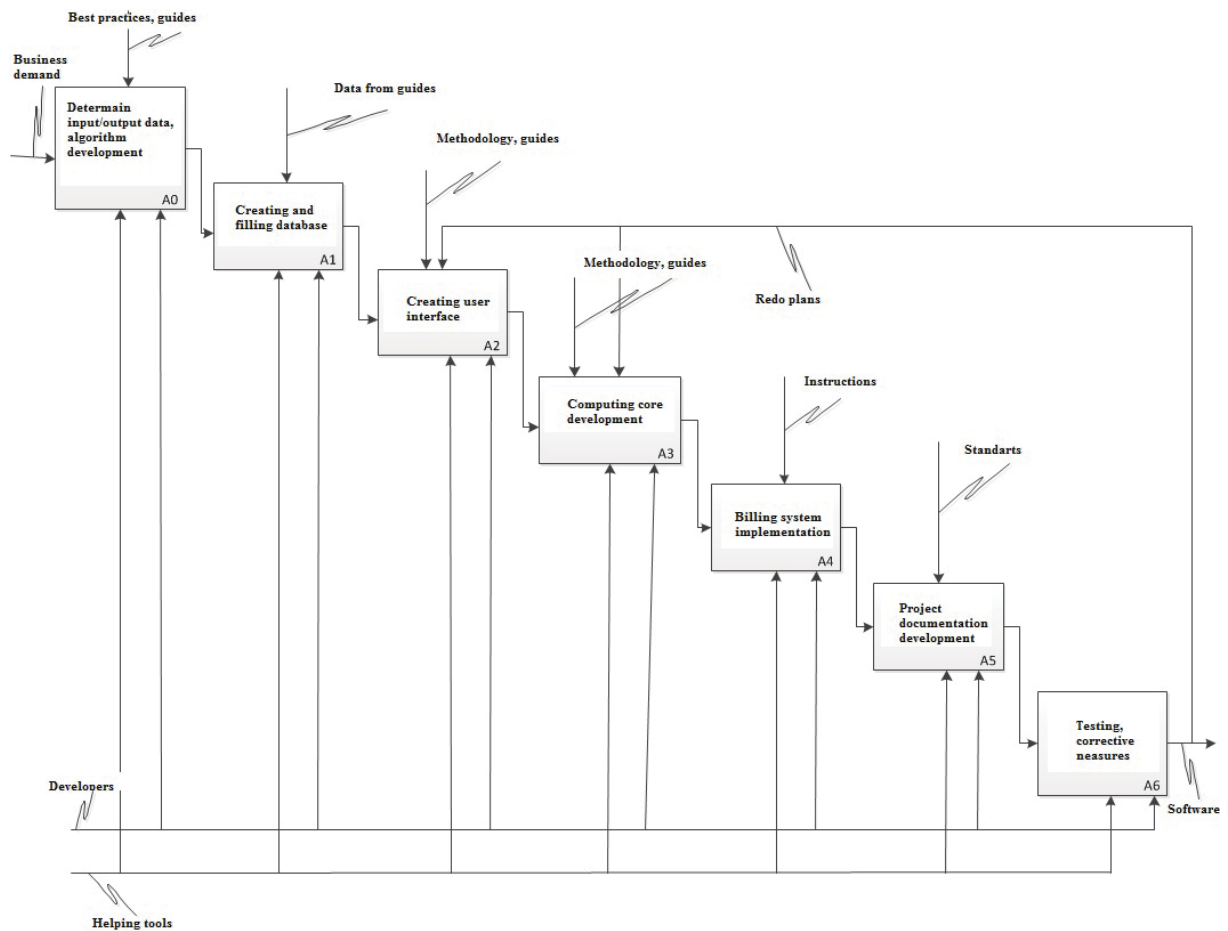 Best practices, guides
Business
demand
Determain
input/output data,
algorithm
development
A0
Data from guides
Creating and
filling database
A1
Methodology, guides
Creating user
interface
A2
Methodology, guides
Redo plans
Computing core
development
A3
Instructions
Billing system
implementation
A4
Standarts
Project
documentation
development
A5
Testing,
corrective
neasures
A6
Software
Developers
Helping tools